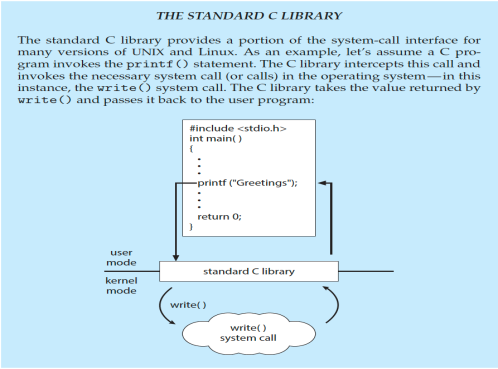 THE STANDARD C LIBRARY
The standard C library provides a portion of the system-call interface for
many versions of UNIX and Linux. As an example, let's assume a C pro-
gram invokes the printf() statement. The C library intercepts this call and
invokes the necessary system call (or calls) in the operating system—in this
instance, the write() system call. The C library takes the value returned by
write() and passes it back to the user program:
#include <stdio.h>
int main( )
{
•
•
•
printf ("Greetings");
•
•
•
return 0;
}
user
mode
standard C library
kernel
mode
write( )
write( )
system call